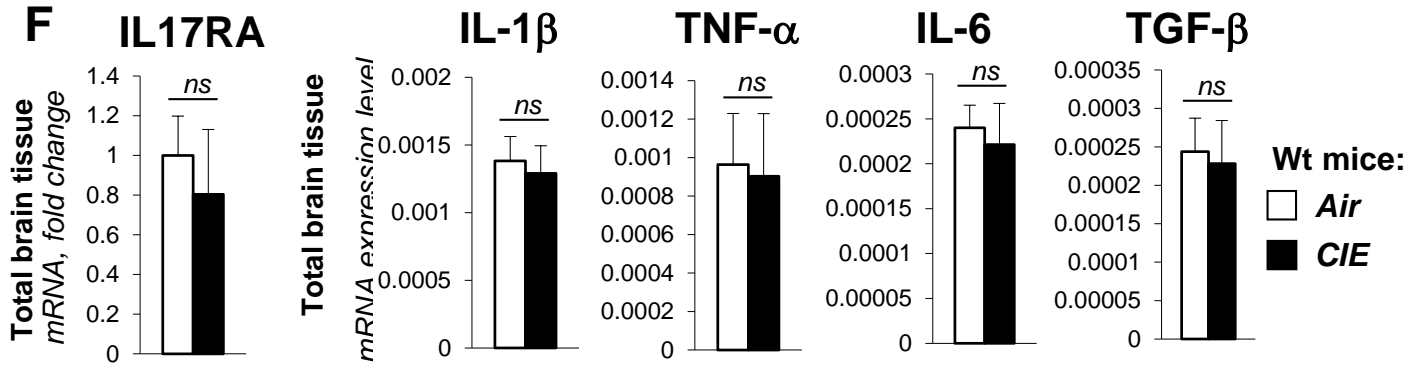 F
IL17RA
IL-1β
TNF-α
IL-6
TGF-β
Total brain tissue
mRNA, fold change
1.4
1.2
1
0.8
0.6
0.4
0.2
0
ns
Total brain tissue
mRNA expression level
0.002
0.0015
0.001
0.0005
0
ns
0.0014
0.0012
0.001
0.0008
0.0006
0.0004
0.0002
0
ns
0.0003
0.00025
0.0002
0.00015
0.0001
0.00005
0
ns
0.00035
0.0003
0.00025
0.0002
0.00015
0.0001
0.00005
0
ns
Wt mice:
Air
CIE